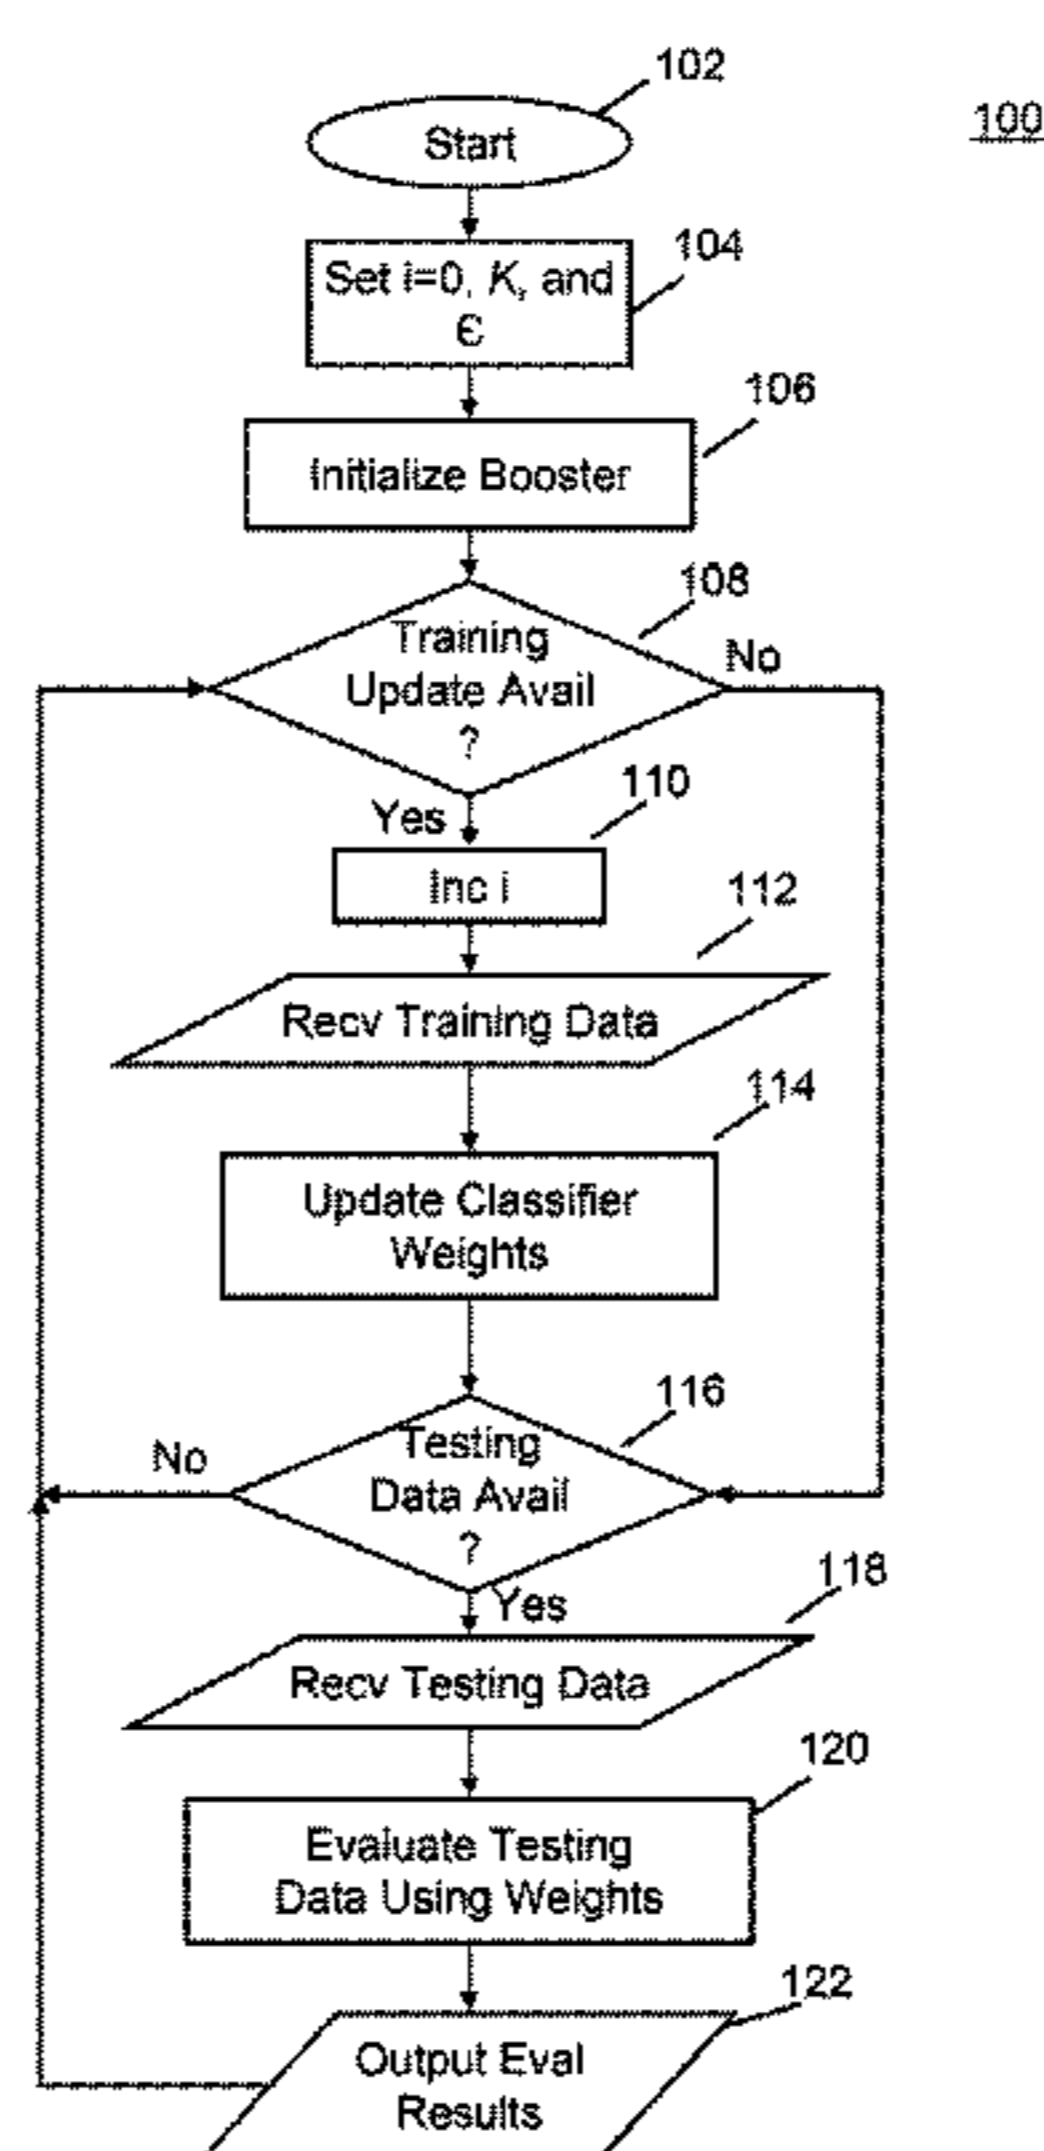 102
100
Start
104
Set i=0, K, and
Є
106
Initialize Booster
108
Training
Update Avail
?
No
Yes
110
Inc i
112
Recv Training Data
114
Update Classifier
Weights
116
Testing
Data Avail
?
No
Yes
118
Recv Testing Data
120
Evaluate Testing
Data Using Weights
122
Output Eval
Results